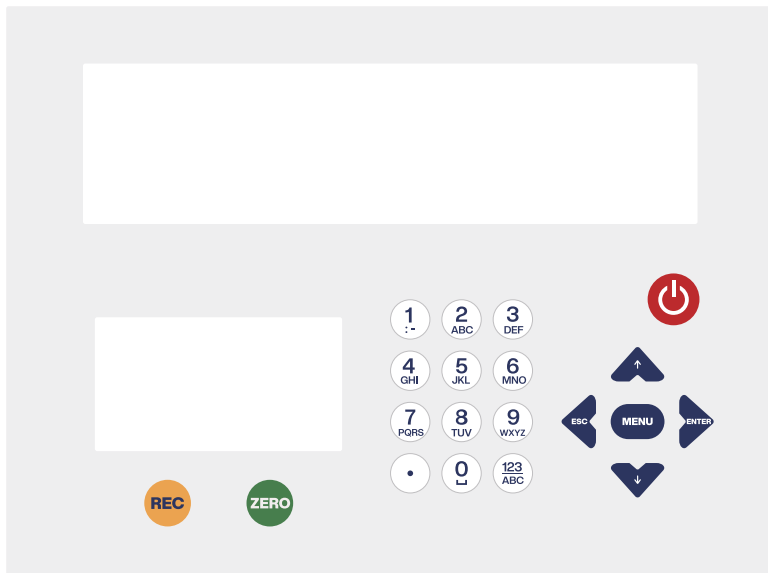 1
: -
2
ABC
3
DEF
4
GHI
5
JKL
6
MNO
7
PQRS
8
TUV
9
WXYZ
•
0
␣
123
ABC
↑
ESC
MENU
ENTER
↓
REC
ZERO